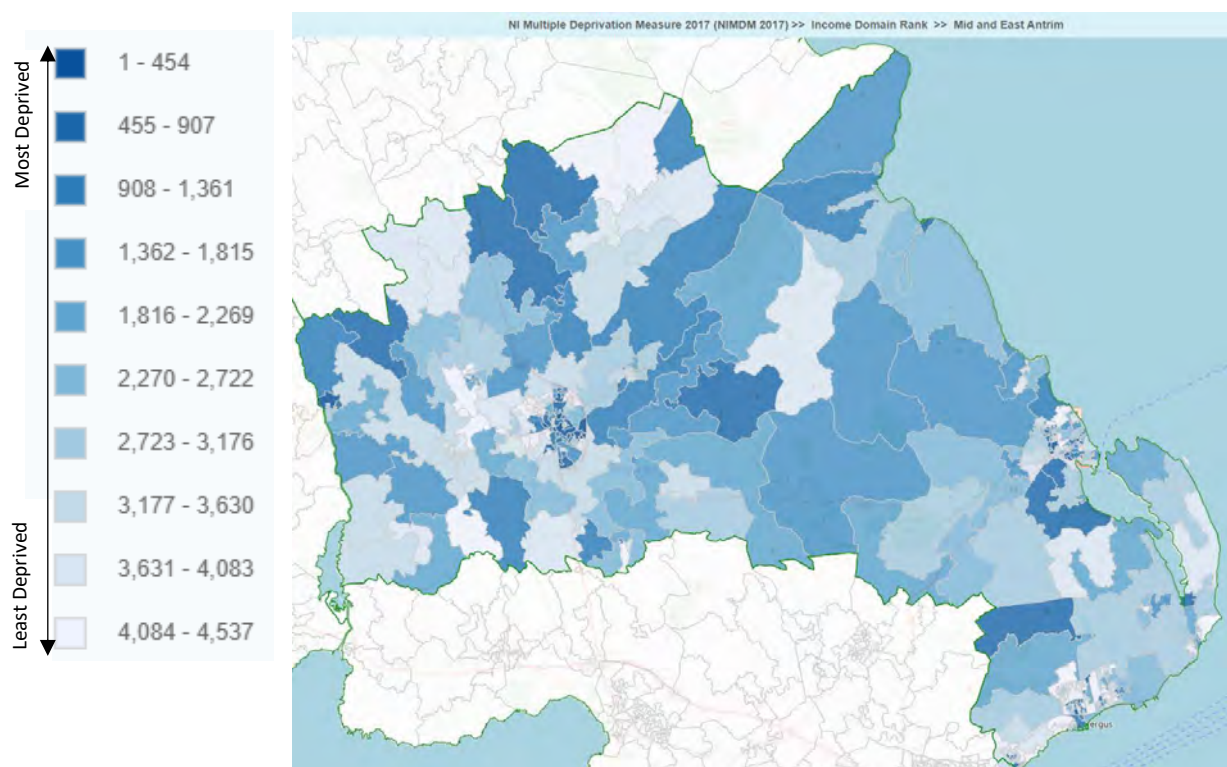 NI Multiple Deprivation Measure 2017 (NIMDM 2017) >> Income Domain Rank >> Mid and East Antrim
Most Deprived
1 - 454
455 - 907
908 - 1,361
1,362 - 1,815
1,816 - 2,269
2,270 - 2,722
2,723 - 3,176
3,177 - 3,630
3,631 - 4,083
4,084 - 4,537
Least Deprived
ergus